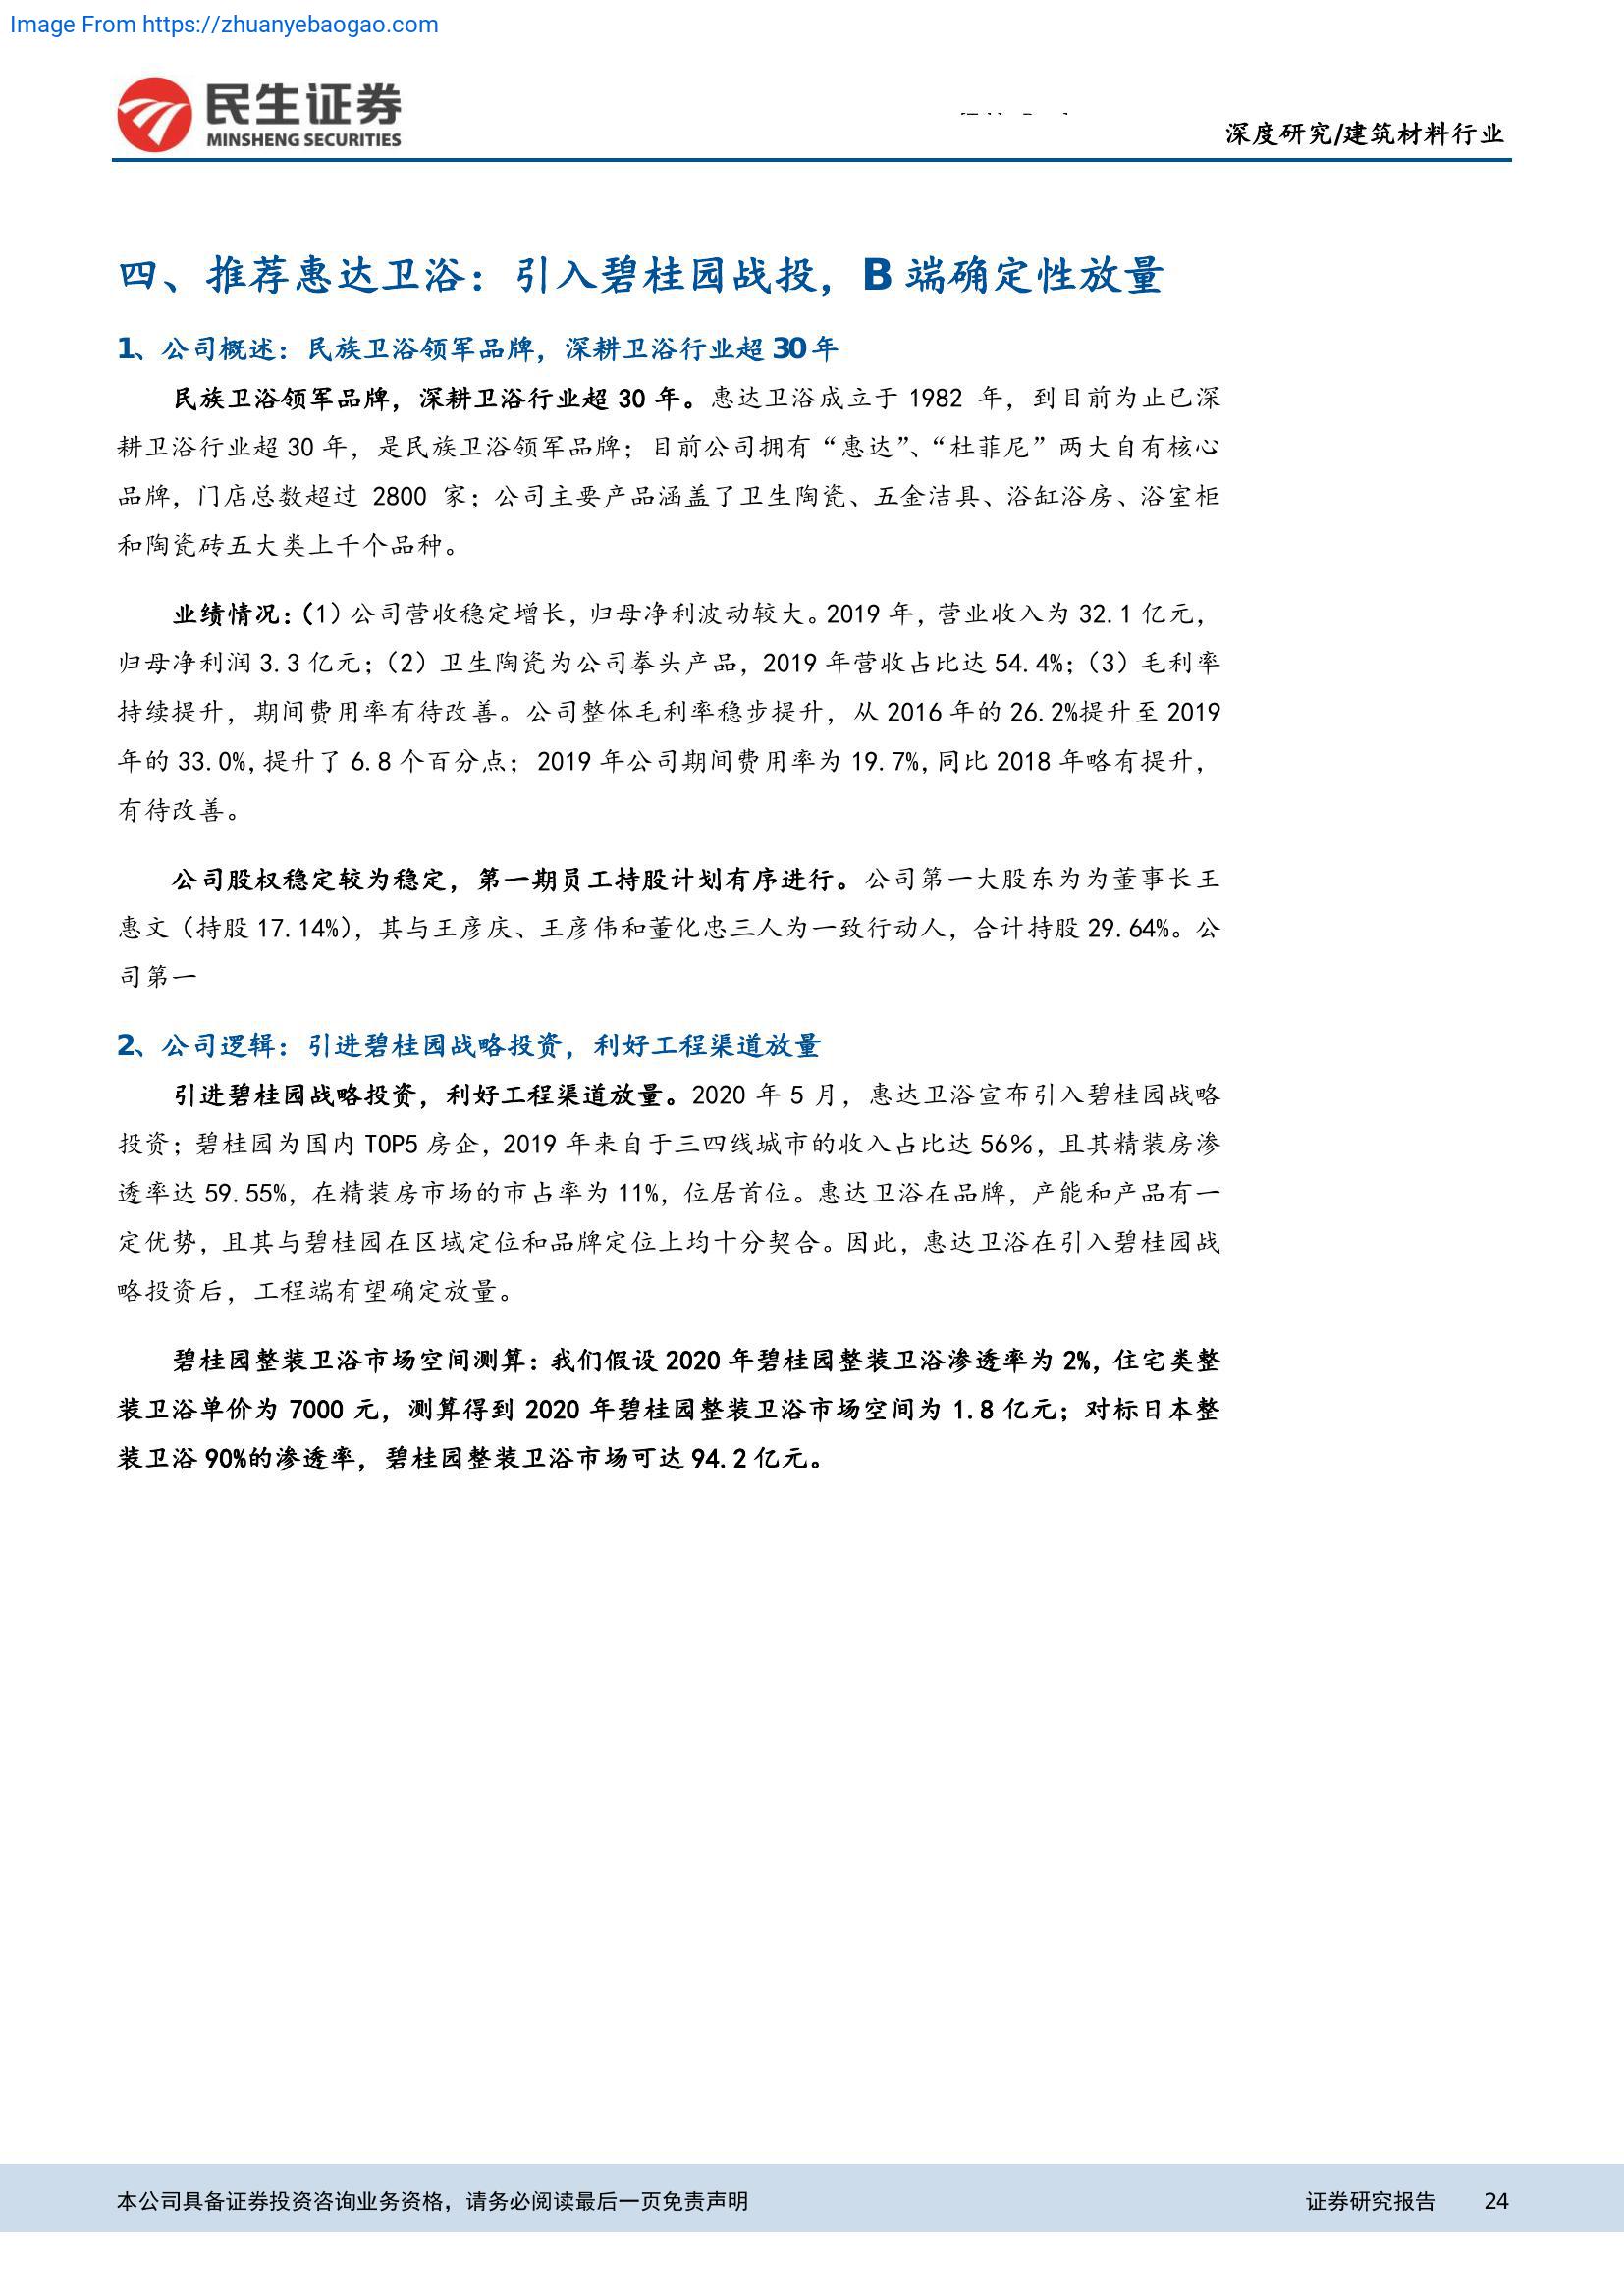 Image From https://zhuanyebaogao.com
民生证券
MINSHENG SECURITIES
深度研究/建筑材料行业
四、推荐惠达卫浴：引入碧桂园战投，B 端确定性放量
1、公司概述：民族卫浴领军品牌，深耕卫浴行业超 30 年
民族卫浴领军品牌，深耕卫浴行业超 30 年。惠达卫浴成立于 1982 年，到目前为止已深
耕卫浴行业超 30 年，是民族卫浴领军品牌；目前公司拥有“惠达”、“杜菲尼”两大自有核心
品牌，门店总数超过 2800 家；公司主要产品涵盖了卫生陶瓷、五金洁具、浴缸浴房、浴室柜
和陶瓷砖五大类上千个品种。
业绩情况：（1）公司营收稳定增长，归母净利波动较大。2019 年，营业收入为 32.1 亿元，
归母净利润 3.3 亿元；（2）卫生陶瓷为公司拳头产品，2019 年营收占比达 54.4%；（3）毛利率
持续提升，期间费用率有待改善。公司整体毛利率稳步提升，从 2016 年的 26.2%提升至 2019
年的 33.0%,提升了 6.8 个百分点； 2019 年公司期间费用率为 19.7%,同比 2018 年略有提升，
有待改善。
公司股权稳定较为稳定，第一期员工持股计划有序进行。公司第一大股东为为董事长王
惠文（持股 17.14%），其与王彦庆、王彦伟和董化忠三人为一致行动人，合计持股 29.64%。公
司第一
2、公司逻辑：引进碧桂园战略投资，利好工程渠道放量
引进碧桂园战略投资，利好工程渠道放量。2020 年 5 月，惠达卫浴宣布引入碧桂园战略
投资；碧桂园为国内 TOP5 房企，2019 年来自于三四线城市的收入占比达 56%，且其精装房渗
透率达 59.55%，在精装房市场的市占率为 11%，位居首位。惠达卫浴在品牌，产能和产品有一
定优势，且其与碧桂园在区域定位和品牌定位上均十分契合。因此，惠达卫浴在引入碧桂园战
略投资后，工程端有望确定放量。
碧桂园整装卫浴市场空间测算：我们假设 2020 年碧桂园整装卫浴渗透率为 2%，住宅类整
装卫浴单价为 7000 元，测算得到 2020 年碧桂园整装卫浴市场空间为 1.8 亿元；对标日本整
装卫浴 90%的渗透率，碧桂园整装卫浴市场可达 94.2 亿元。
本公司具备证券投资咨询业务资格，请务必阅读最后一页免责声明
证券研究报告 24